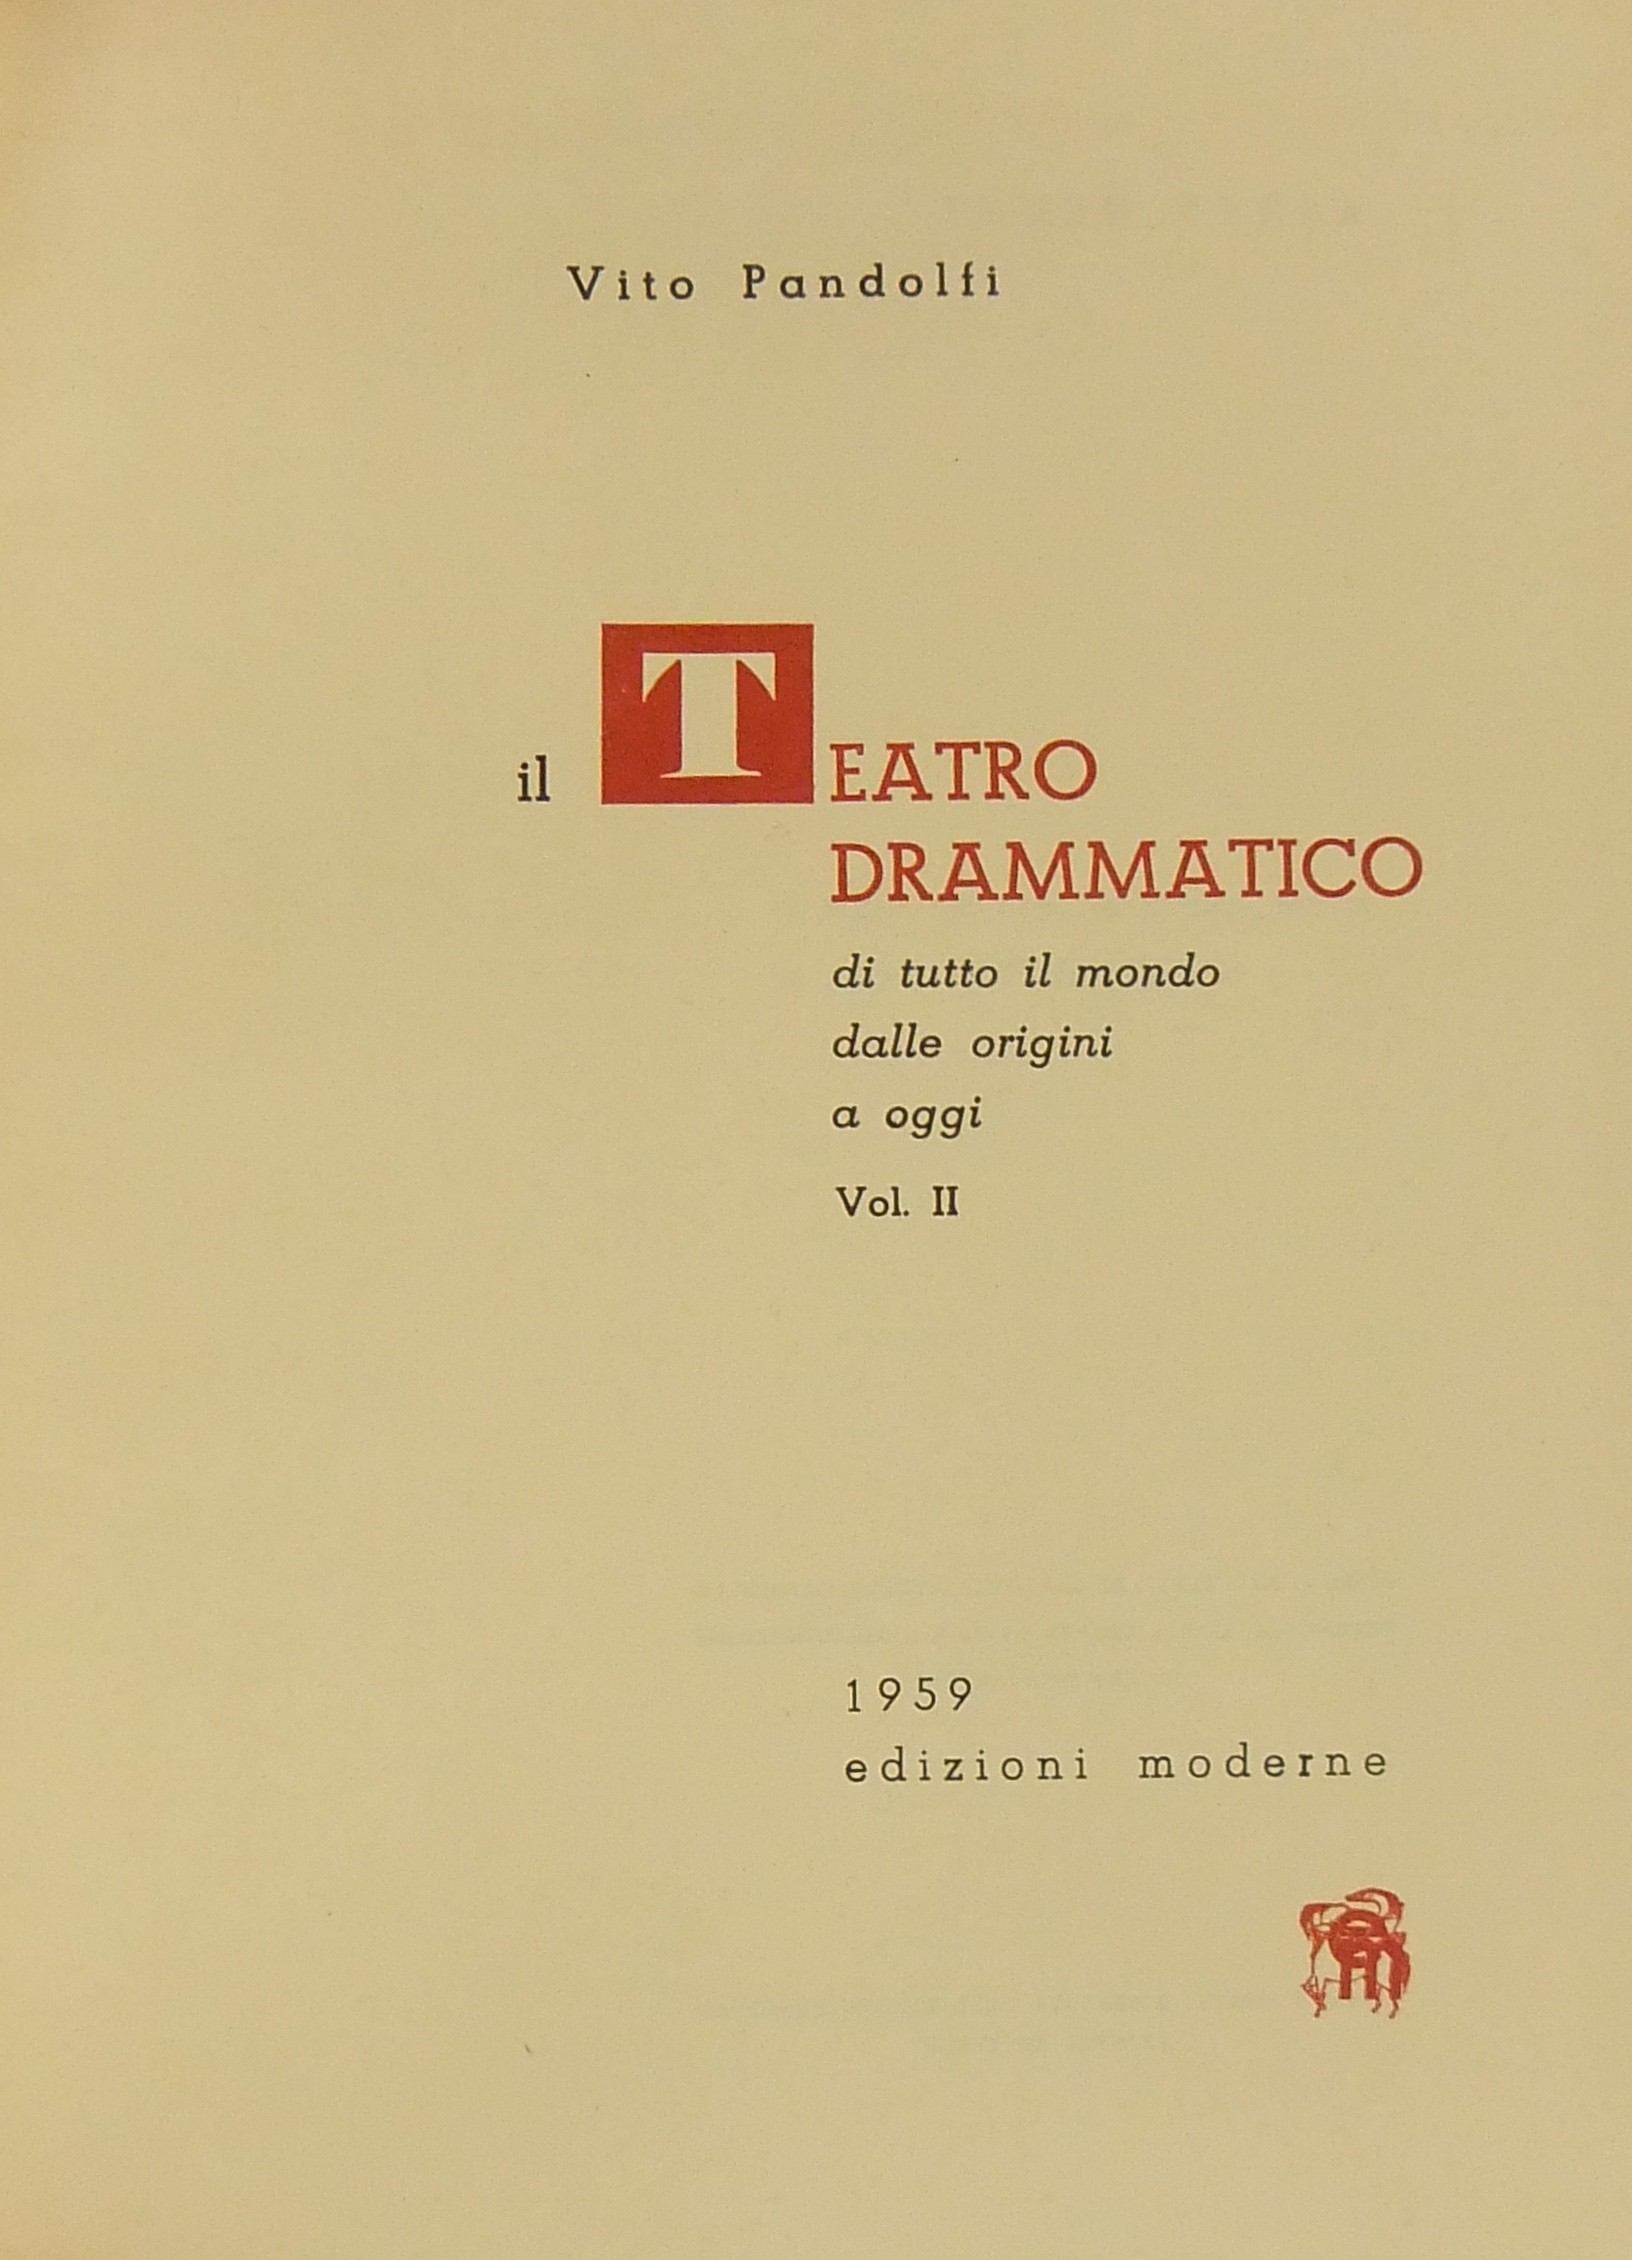 Vito Pandolfi
il TEATRO
DRAMMATICO
di tutto il mondo
dalle origini
a oggi
Vol. II
1959
edizioni moderne